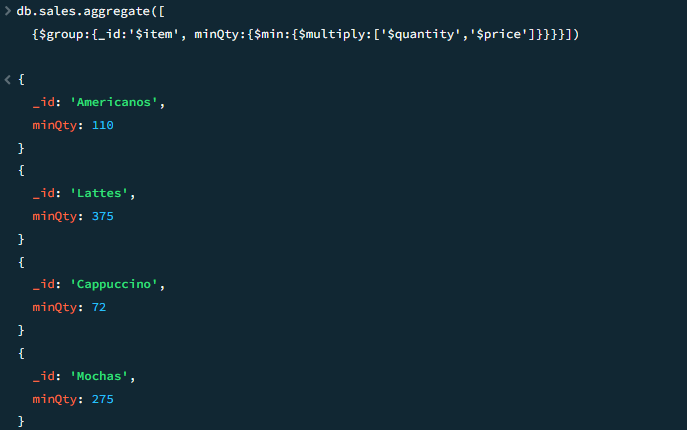 > db.sales.aggregate([
{$group:{_id:'$item', minQty:{$min:{$multiply:['$quantity','$price']}}}}])
< {
_id: 'Americanos',
minQty: 110
}
{
_id: 'Lattes',
minQty: 375
}
{
_id: 'Cappuccino',
minQty: 72
}
{
_id: 'Mochas',
minQty: 275
}